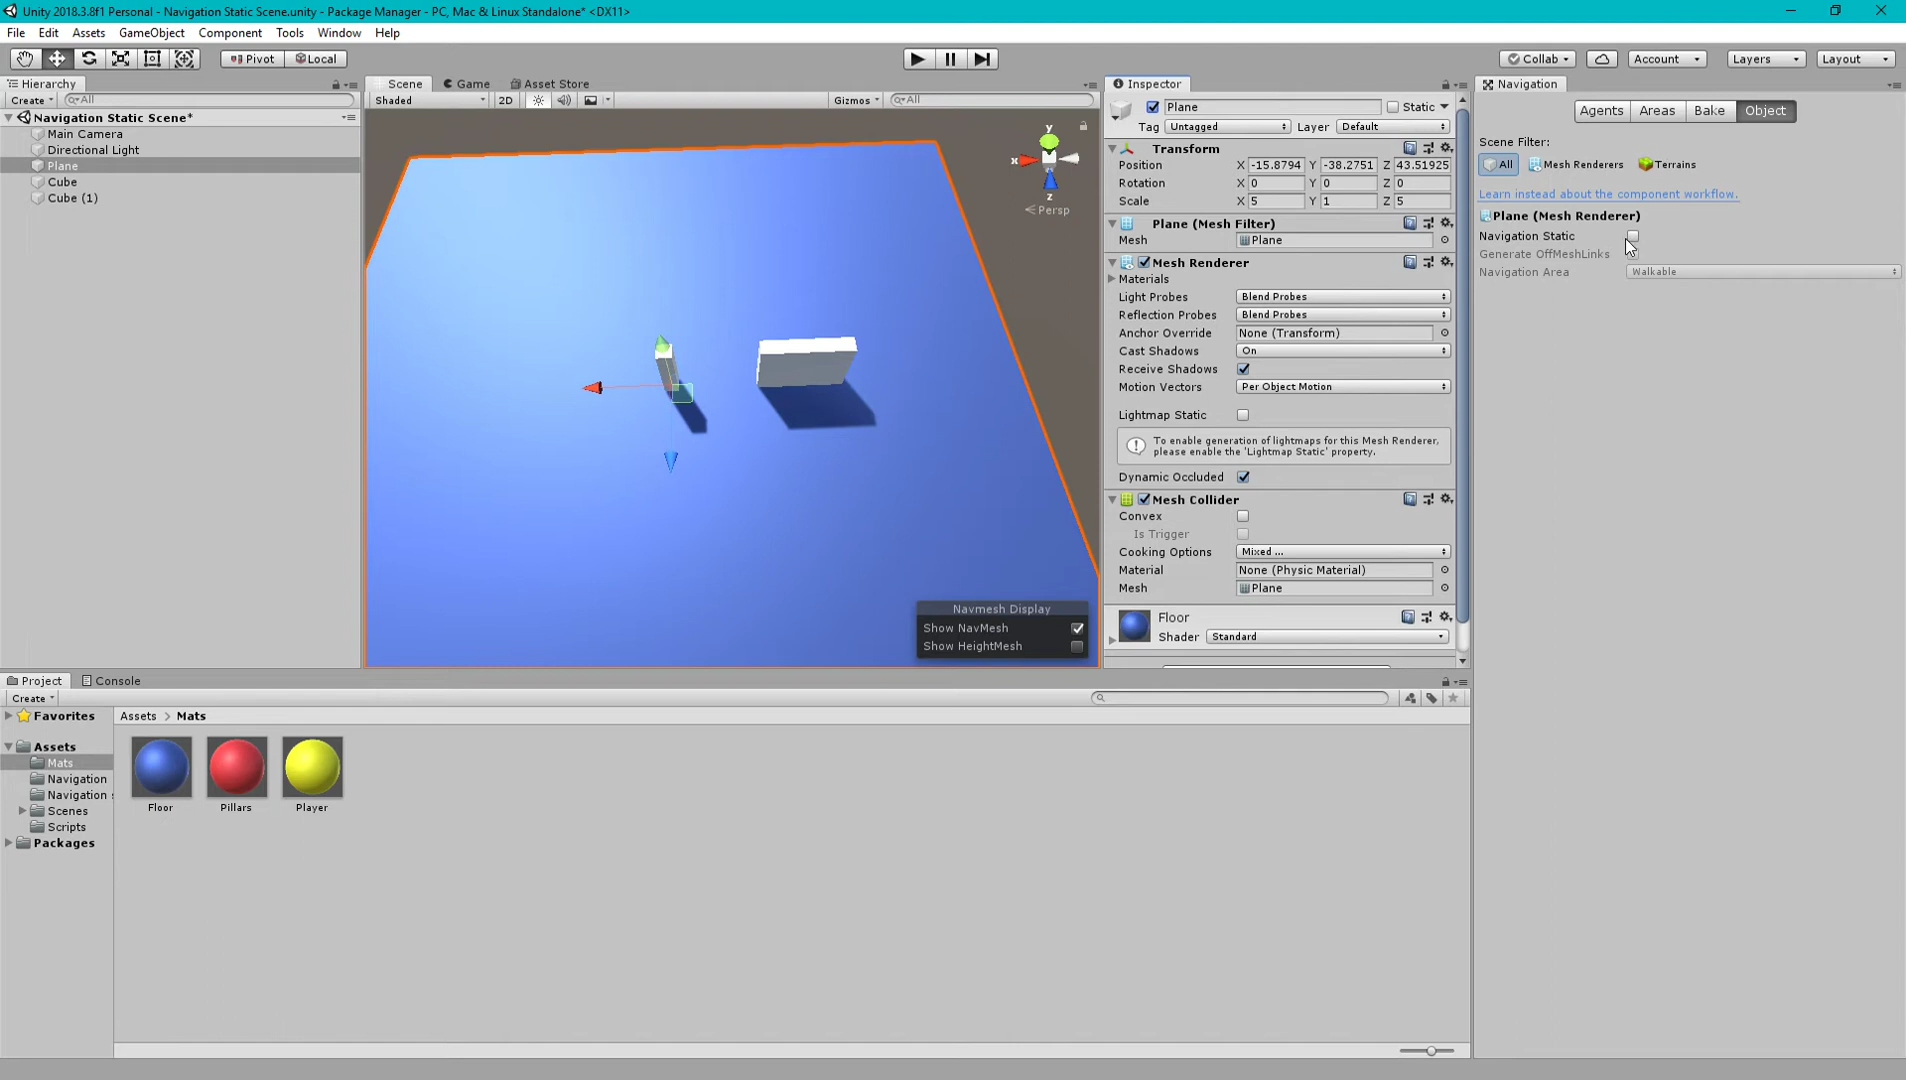 Unity 2018.3.8f1 Personal - Navigation Static Scene.unity - Package Manager - PC, Mac & Linux Standalone* <DX11>
File Edit Assets GameObject Component Tools Window Help
Pivot Local Collab Account Layers Layout
Hierarchy
Create All
Navigation Static Scene*
Main Camera
Directional Light
Plane
Cube
Cube (1)
Scene Game Asset Store
Shaded 2D Gizmos All
y
x
z
Persp
Navmesh Display
Show NavMesh
Show HeightMesh
Inspector
Plane Static
Tag Untagged Layer Default
Transform
Position X -15.8794 Y -38.2751 Z 43.51925
Rotation X 0 Y 0 Z 0
Scale X 5 Y 1 Z 5
Plane (Mesh Filter)
Mesh Plane
Mesh Renderer
Materials
Light Probes Blend Probes
Reflection Probes Blend Probes
Anchor Override None (Transform)
Cast Shadows On
Receive Shadows
Motion Vectors Per Object Motion
Lightmap Static
To enable generation of lightmaps for this Mesh Renderer,
please enable the 'Lightmap Static' property.
Dynamic Occluded
Mesh Collider
Convex
Is Trigger
Cooking Options Mixed ...
Material None (Physic Material)
Mesh Plane
Floor
Shader Standard
Navigation
Agents Areas Bake Object
Scene Filter:
All Mesh Renderers Terrains
Learn instead about the component workflow.
Plane (Mesh Renderer)
Navigation Static
Generate OffMeshLinks
Navigation Area Walkable
Project Console
Create
Favorites
Assets
Mats
Navigation
Navigation
Scenes
Scripts
Packages
Assets > Mats
Floor Pillars Player